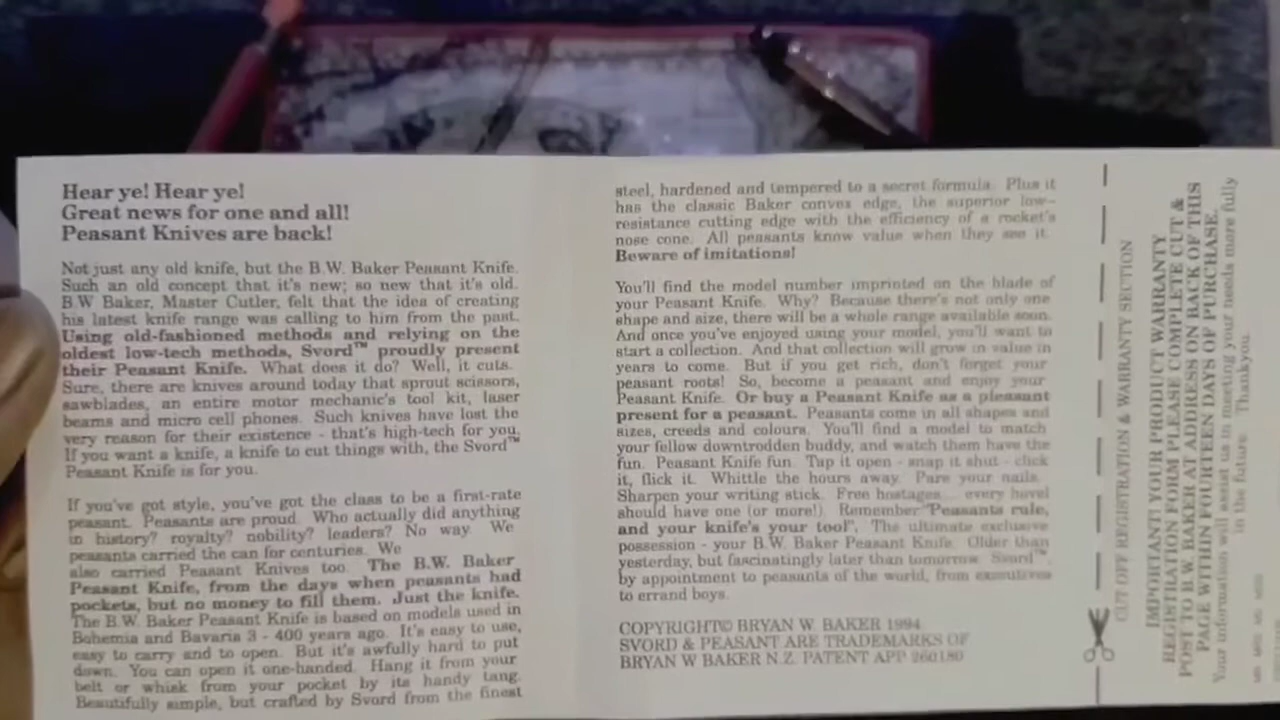 Hear ye! Hear ye!
Great news for one and all!
Peasant Knives are back!
Not just any old knife, but the B.W. Baker Peasant Knife.
Such an old concept that it's new; so new that it's old.
B.W Baker, Master Cutler, felt that the idea of creating
his latest knife range was calling to him from the past.
Using old-fashioned methods and relying on the
oldest low-tech methods, Svord™ proudly present
their Peasant Knife. What does it do? Well, it cuts.
Sure, there are knives around today that sprout scissors,
sawblades, an entire motor mechanic's tool kit, laser
beams and micro cell phones. Such knives have lost the
very reason for their existence - that's high-tech for you.
If you want a knife, a knife to cut things with, the Svord™
Peasant Knife is for you.
If you've got style, you've got the class to be a first-rate
peasant. Peasants are proud. Who actually did anything
in history? royalty? nobility? leaders? No way. We
peasants carried the can for centuries. We
also carried Peasant Knives too. The B.W. Baker
Peasant Knife, from the days when peasants had
pockets, but no money to fill them. Just the knife.
The B.W. Baker Peasant Knife is based on models used in
Bohemia and Bavaria 3 - 400 years ago. It's easy to use,
easy to carry and to open. But it's awfully hard to put
down. You can open it one-handed. Hang it from your
belt or whisk from your pocket by its handy tang.
Beautifully simple, but crafted by Svord from the finest
steel, hardened and tempered to a secret formula. Plus it
has the classic Baker convex edge, the superior low-
resistance cutting edge with the efficiency of a rocket's
nose cone. All peasants know value when they see it.
Beware of imitations!
You'll find the model number imprinted on the blade of
your Peasant Knife. Why? Because there's not only one
shape and size, there will be a whole range available soon.
And once you've enjoyed using your model, you'll want to
start a collection. And that collection will grow in value in
years to come. But if you get rich, don't forget your
peasant roots! So, become a peasant and enjoy your
Peasant Knife. Or buy a Peasant Knife as a pleasant
present for a peasant. Peasants come in all shapes and
sizes, creeds and colours. You'll find a model to match
your fellow downtrodden buddy, and watch them have the
fun. Peasant Knife fun. Tap it open - snap it shut - click
it, flick it. Whittle the hours away. Pare your nails.
Sharpen your writing stick. Free hostages... every hovel
should have one (or more!). Remember "Peasants rule,
and your knife's your tool". The ultimate exclusive
possession - your B.W. Baker Peasant Knife. Older than
yesterday, but fascinatingly later than tomorrow. Svord™,
by appointment to peasants of the world, from executives
to errand boys.
COPYRIGHT© BRYAN W. BAKER 1994
SVORD & PEASANT ARE TRADEMARKS OF
BRYAN W BAKER N.Z. PATENT APP 260180
CUT OFF REGISTRATION & WARRANTY SECTION
IMPORTANT! YOUR PRODUCT WARRANTY
REGISTRATION FORM PLEASE COMPLETE CUT &
POST TO B.W. BAKER AT ADDRESS ON BACK OF THIS
PAGE WITHIN FOURTEEN DAYS OF PURCHASE.
Your information will assist us in meeting your needs more fully
in the future. Thankyou.